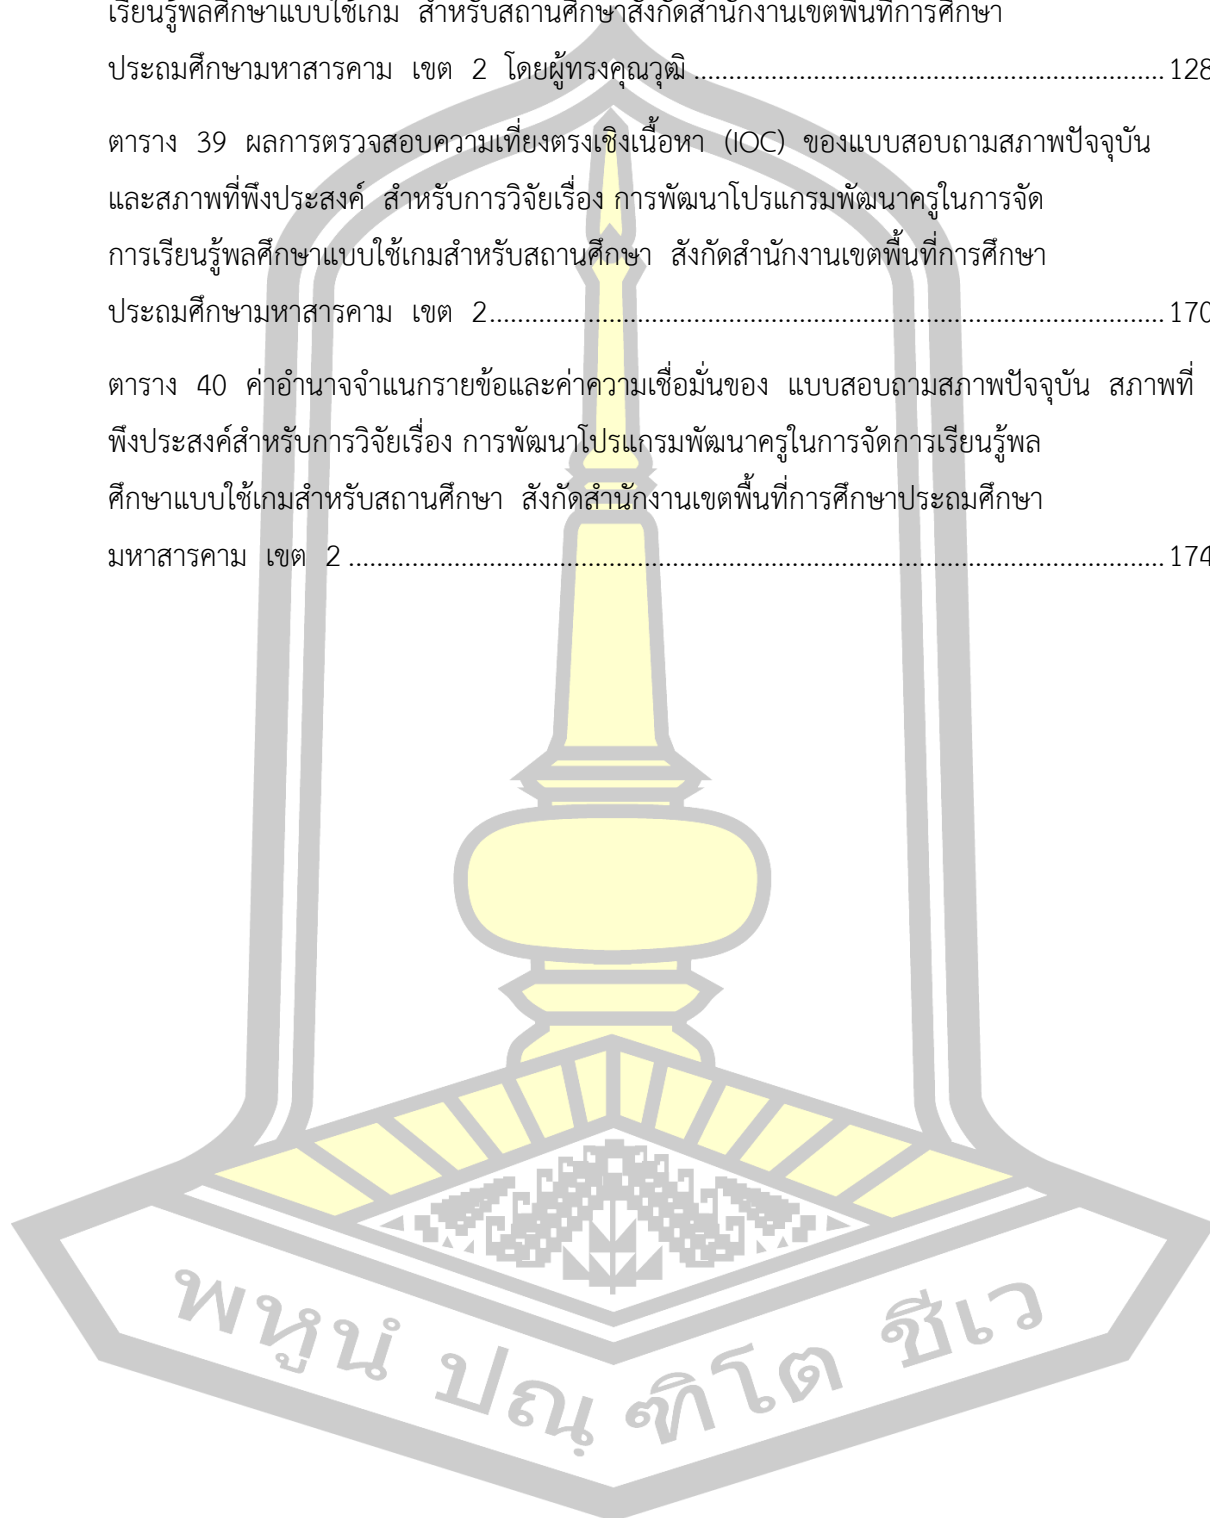 เรียนรู้พลศึกษาแบบใช้เกม สำหรับสถานศึกษาสังกัดสำนักงานเขตพื้นที่การศึกษา
ประถมศึกษามหาสารคาม เขต 2 โดยผู้ทรงคุณวุฒิ ................................................................... 128
ตาราง 39 ผลการตรวจสอบความเที่ยงตรงเชิงเนื้อหา (IOC) ของแบบสอบถามสภาพปัจจุบัน
และสภาพที่พึงประสงค์ สำหรับการวิจัยเรื่อง การพัฒนาโปรแกรมพัฒนาครูในการจัด
การเรียนรู้พลศึกษาแบบใช้เกมสำหรับสถานศึกษา สังกัดสำนักงานเขตพื้นที่การศึกษา
ประถมศึกษามหาสารคาม เขต 2................................................................................................ 170
ตาราง 40 ค่าอำนาจจำแนกรายข้อและค่าความเชื่อมั่นของ แบบสอบถามสภาพปัจจุบัน สภาพที่
พึงประสงค์สำหรับการวิจัยเรื่อง การพัฒนาโปรแกรมพัฒนาครูในการจัดการเรียนรู้พล
ศึกษาแบบใช้เกมสำหรับสถานศึกษา สังกัดสำนักงานเขตพื้นที่การศึกษาประถมศึกษา
มหาสารคาม เขต 2 .................................................................................................................... 174
พหูนํ ปณฺฑิโต ชีเว